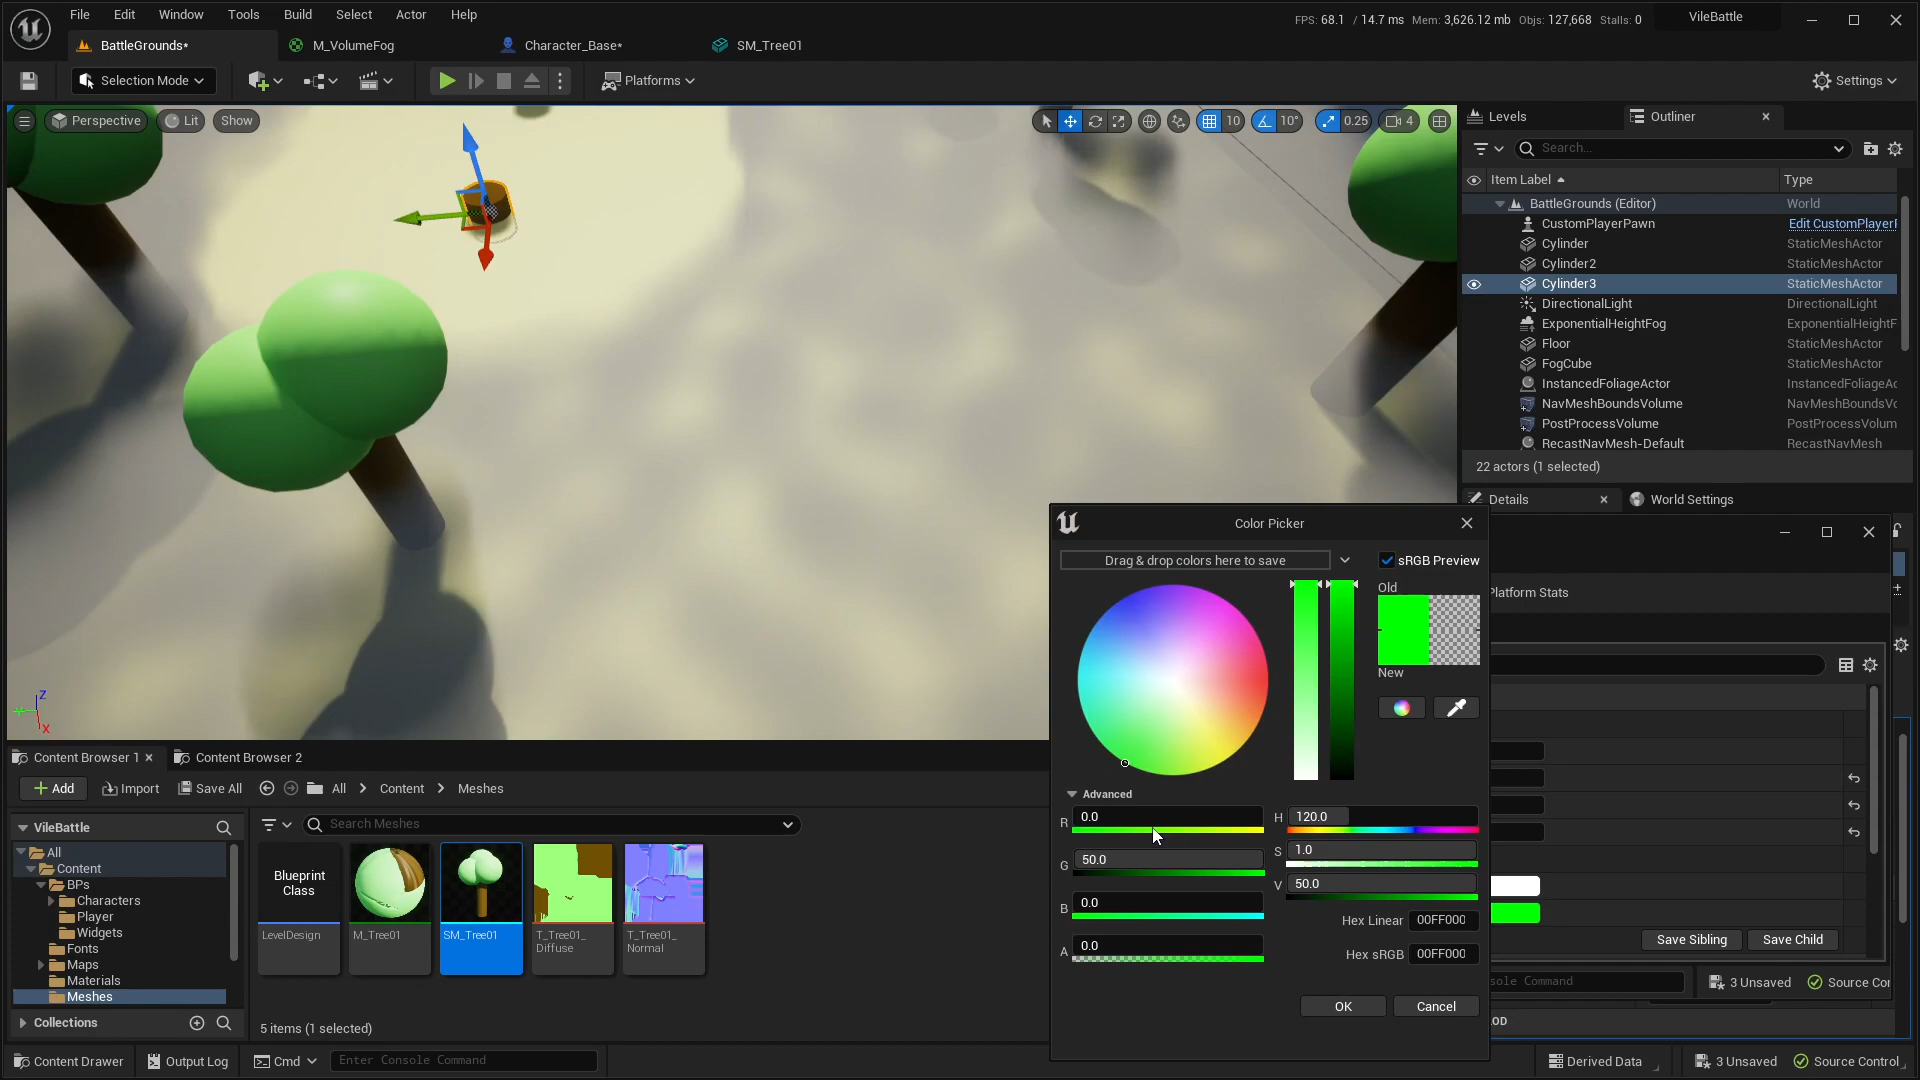 File Edit Window Tools Build Select Actor Help
FPS: 68.1 / 14.7 ms Mem: 3,626.12 mb Objs: 127,668 Stalls: 0
VileBattle
BattleGrounds*
M_VolumeFog
Character_Base*
SM_Tree01
Selection Mode
Platforms
Settings
Perspective
Lit
Show
10
10°
0.25
4
Levels
Outliner
Search...
Item Label
Type
BattleGrounds (Editor) World
CustomPlayerPawn Edit CustomPlayerF
Cylinder StaticMeshActor
Cylinder2 StaticMeshActor
Cylinder3 StaticMeshActor
DirectionalLight DirectionalLight
ExponentialHeightFog ExponentialHeightF
Floor StaticMeshActor
FogCube StaticMeshActor
InstancedFoliageActor InstancedFoliageAc
NavMeshBoundsVolume NavMeshBoundsVo
PostProcessVolume PostProcessVolum
RecastNavMesh-Default RecastNavMesh
22 actors (1 selected)
Details
World Settings
Platform Stats
Color Picker
Drag & drop colors here to save
sRGB Preview
Old
New
Advanced
R 0.0
G 50.0
B 0.0
A 0.0
H 120.0
S 1.0
V 50.0
Hex Linear 00FF000
Hex sRGB 00FF000
OK
Cancel
Save Sibling
Save Child
sole Command
3 Unsaved
Source Cor
OD
Z
X
Content Browser 1
Content Browser 2
Add
Import
Save All
All
Content
Meshes
VileBattle
Search Meshes
All
Content
BPs
Characters
Player
Widgets
Fonts
Maps
Materials
Meshes
Collections
Blueprint
Class
LevelDesign
M_Tree01
SM_Tree01
T_Tree01_
Diffuse
T_Tree01_
Normal
5 items (1 selected)
Content Drawer
Output Log
Cmd
Enter Console Command
Derived Data
3 Unsaved
Source Control